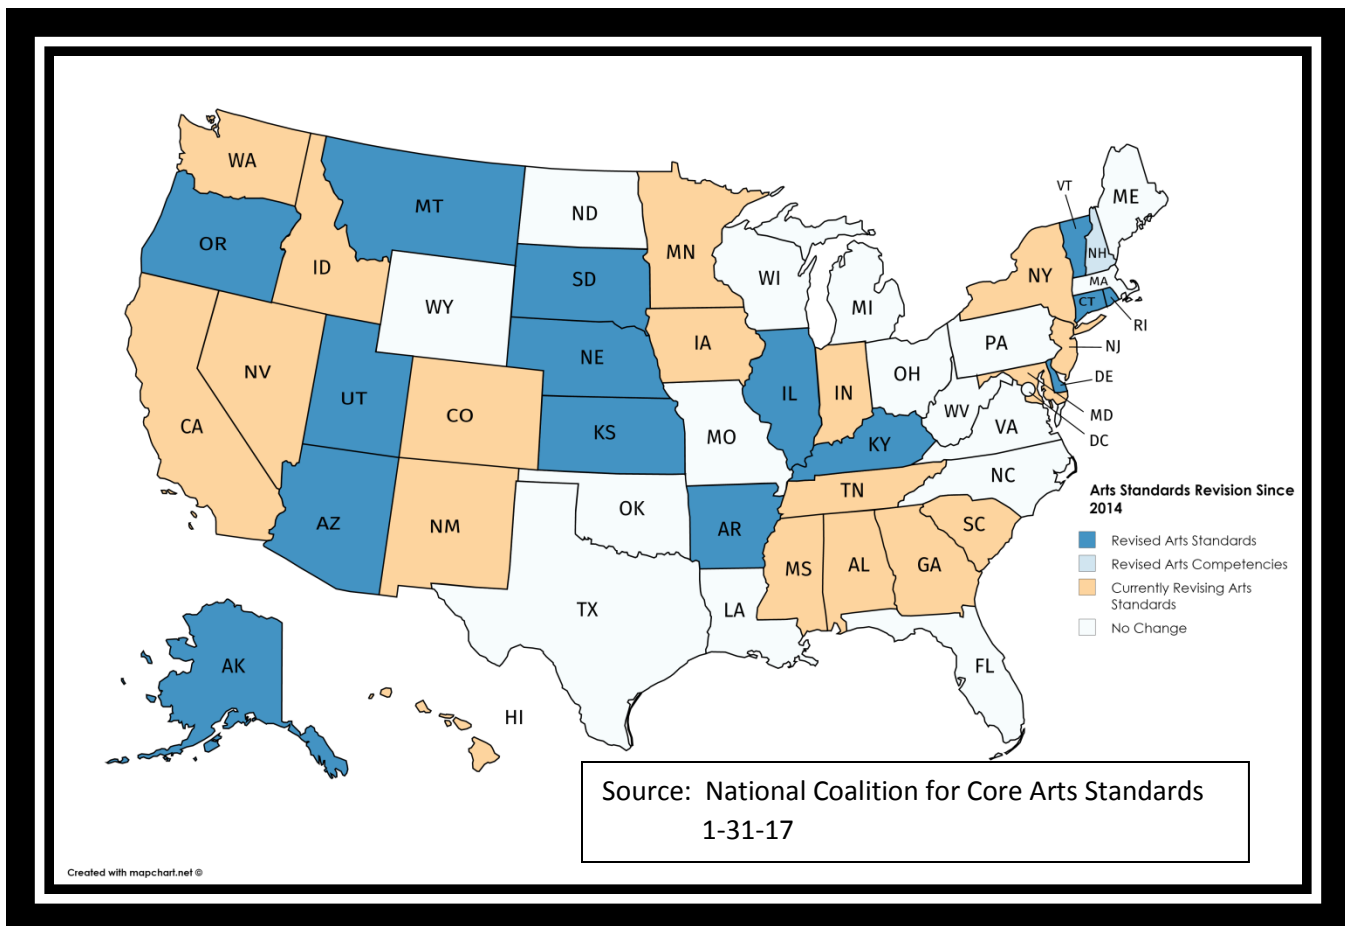 WA
MT
ND
MN
OR
ID
SD
WY
WI
MI
VT
ME
NH
NY
MA
CT
RI
NV
UT
CO
NE
IA
IL
IN
OH
PA
NJ
DE
MD
DC
CA
KS
MO
KY
WV
VA
AZ
NM
OK
AR
TN
NC
SC
MS
AL
GA
TX
LA
FL
AK
HI
Arts Standards Revision Since
2014
Revised Arts Standards
Revised Arts Competencies
Currently Revising Arts
Standards
No Change
Source: National Coalition for Core Arts Standards
1-31-17
Created with mapchart.net ©